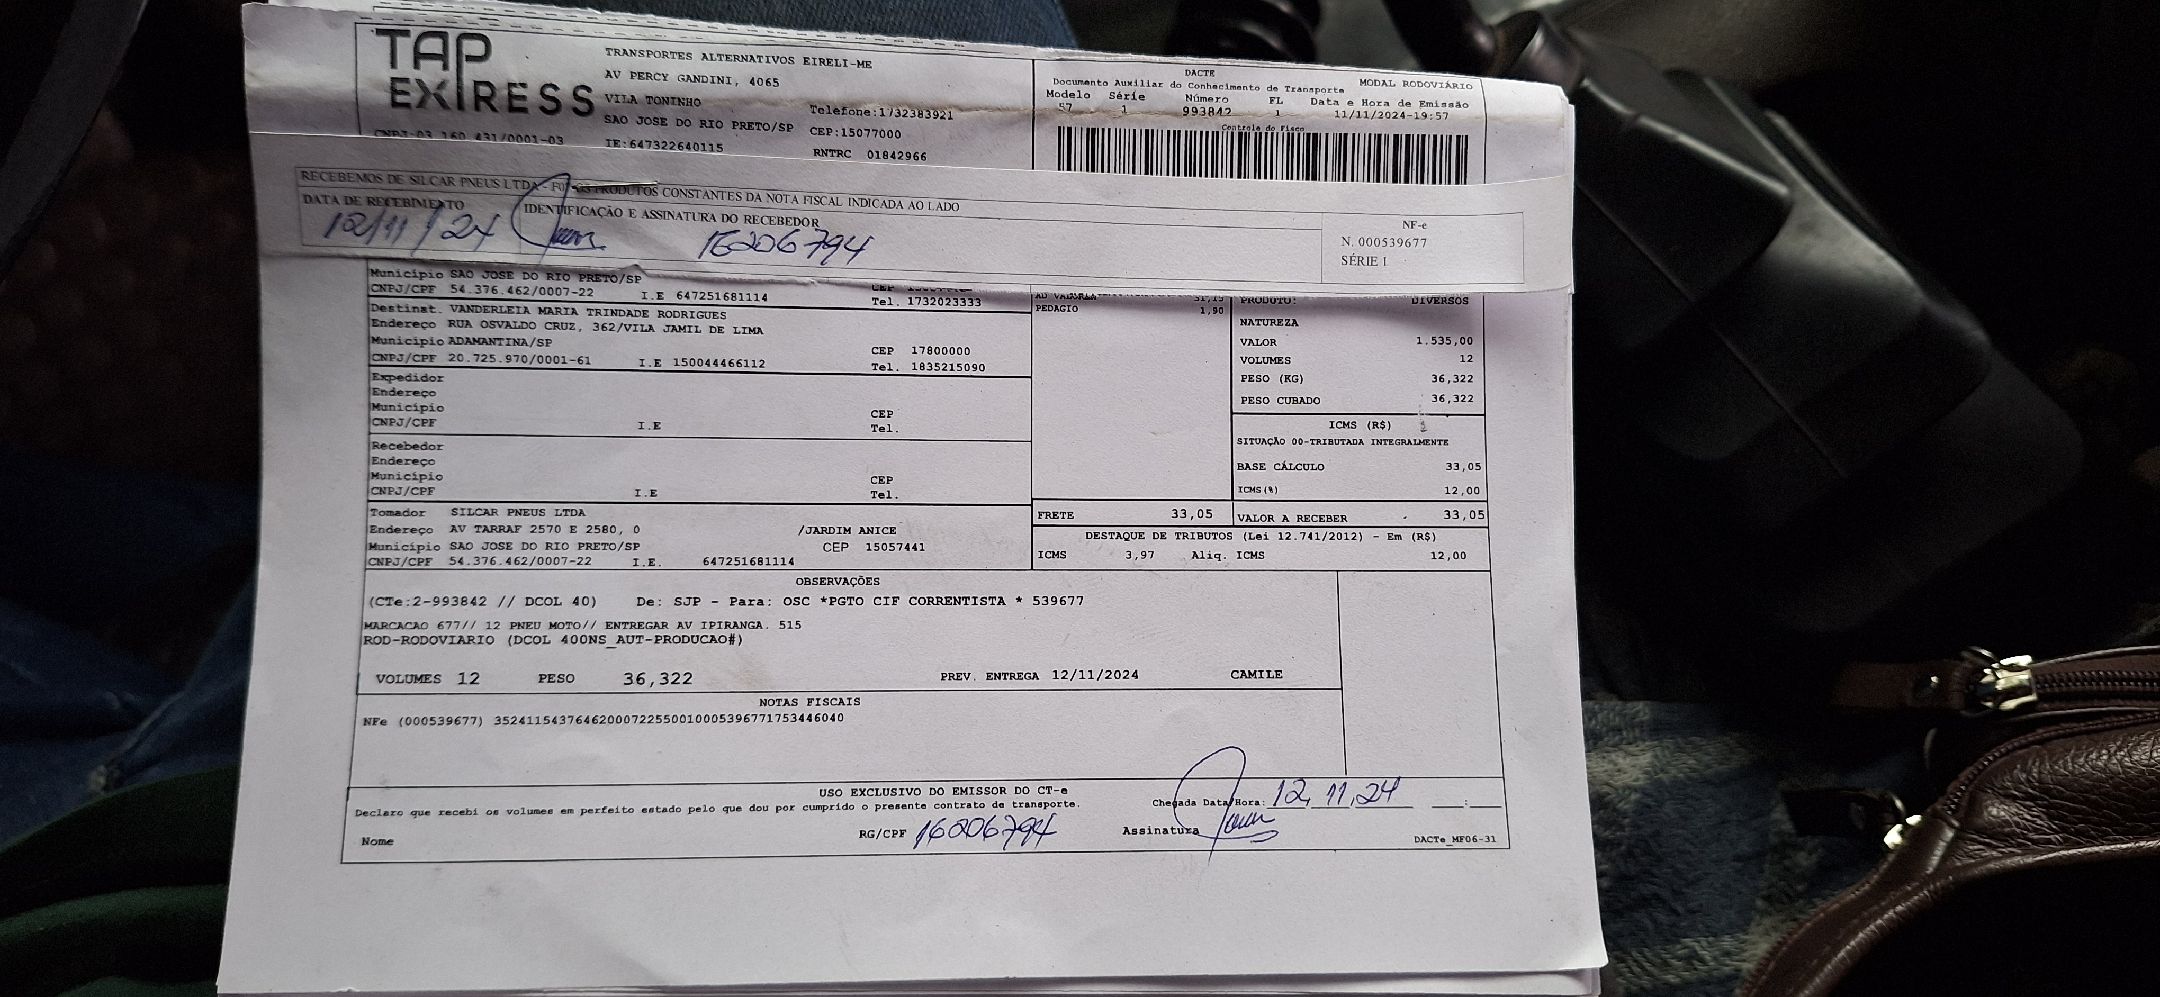 TAP EXPRESS
TRANSPORTES ALTERNATIVOS EIRELI-ME
AV PERCY GANDINI, 4065
VILA TONINHO
Telefone:1732383921
SAO JOSE DO RIO PRETO/SP CEP:15077000
CNPJ:03.160.431/0001-03 IE:647322640115 RNTRC 01842966
DACTE
Documento Auxiliar do Conhecimento de Transporte MODAL RODOVIÁRIO
Modelo Série Número FL Data e Hora de Emissão
57 1 993842 1 11/11/2024-19:57
Controle do Fisco
RECEBEMOS DE SILCAR PNEUS LTDA - OS PRODUTOS CONSTANTES DA NOTA FISCAL INDICADA AO LADO
DATA DE RECEBIMENTO IDENTIFICAÇÃO E ASSINATURA DO RECEBEDOR
12/11/24 16206794
NF-e
N. 000539677
SÉRIE 1
Município SAO JOSE DO RIO PRETO/SP
CNPJ/CPF 54.376.462/0007-22 I.E 647251681114 Tel. 1732023333
Destinat. VANDERLEIA MARIA TRINDADE RODRIGUES
Endereço RUA OSVALDO CRUZ, 362/VILA JAMIL DE LIMA
Município ADAMANTINA/SP CEP 17800000
CNPJ/CPF 20.725.970/0001-61 I.E 150044466112 Tel. 1835215090
Expedidor
Endereço
Município CEP
CNPJ/CPF I.E Tel.
Recebedor
Endereço
Município CEP
CNPJ/CPF I.E Tel.
Tomador SILCAR PNEUS LTDA
Endereço AV TARRAF 2570 E 2580, 0 /JARDIM ANICE
Município SAO JOSE DO RIO PRETO/SP CEP 15057441
CNPJ/CPF 54.376.462/0007-22 I.E. 647251681114
AD VALOREM
PEDAGIO 1,90
PRODUTO: DIVERSOS
NATUREZA
VALOR 1.535,00
VOLUMES 12
PESO (KG) 36,322
PESO CUBADO 36,322
ICMS (R$)
SITUAÇÃO 00-TRIBUTADA INTEGRALMENTE
BASE CÁLCULO 33,05
ICMS(%) 12,00
FRETE 33,05 VALOR A RECEBER 33,05
DESTAQUE DE TRIBUTOS (Lei 12.741/2012) - Em (R$)
ICMS 3,97 Aliq. ICMS 12,00
OBSERVAÇÕES
(CTe:2-993842 // DCOL 40) De: SJP - Para: OSC *PGTO CIF CORRENTISTA * 539677
MARCACAO 677// 12 PNEU MOTO// ENTREGAR AV IPIRANGA. 515
ROD-RODOVIARIO (DCOL 400NS_AUT-PRODUCAO#)
VOLUMES 12 PESO 36,322 PREV. ENTREGA 12/11/2024 CAMILE
NOTAS FISCAIS
NFe (000539677) 35241154376462000722550010005396771753446040
USO EXCLUSIVO DO EMISSOR DO CT-e
Declaro que recebi os volumes em perfeito estado pelo que dou por cumprido o presente contrato de transporte. Chegada Data/Hora: 12,11,24 :
Nome RG/CPF 16206794 Assinatura DACTe_MF06-31